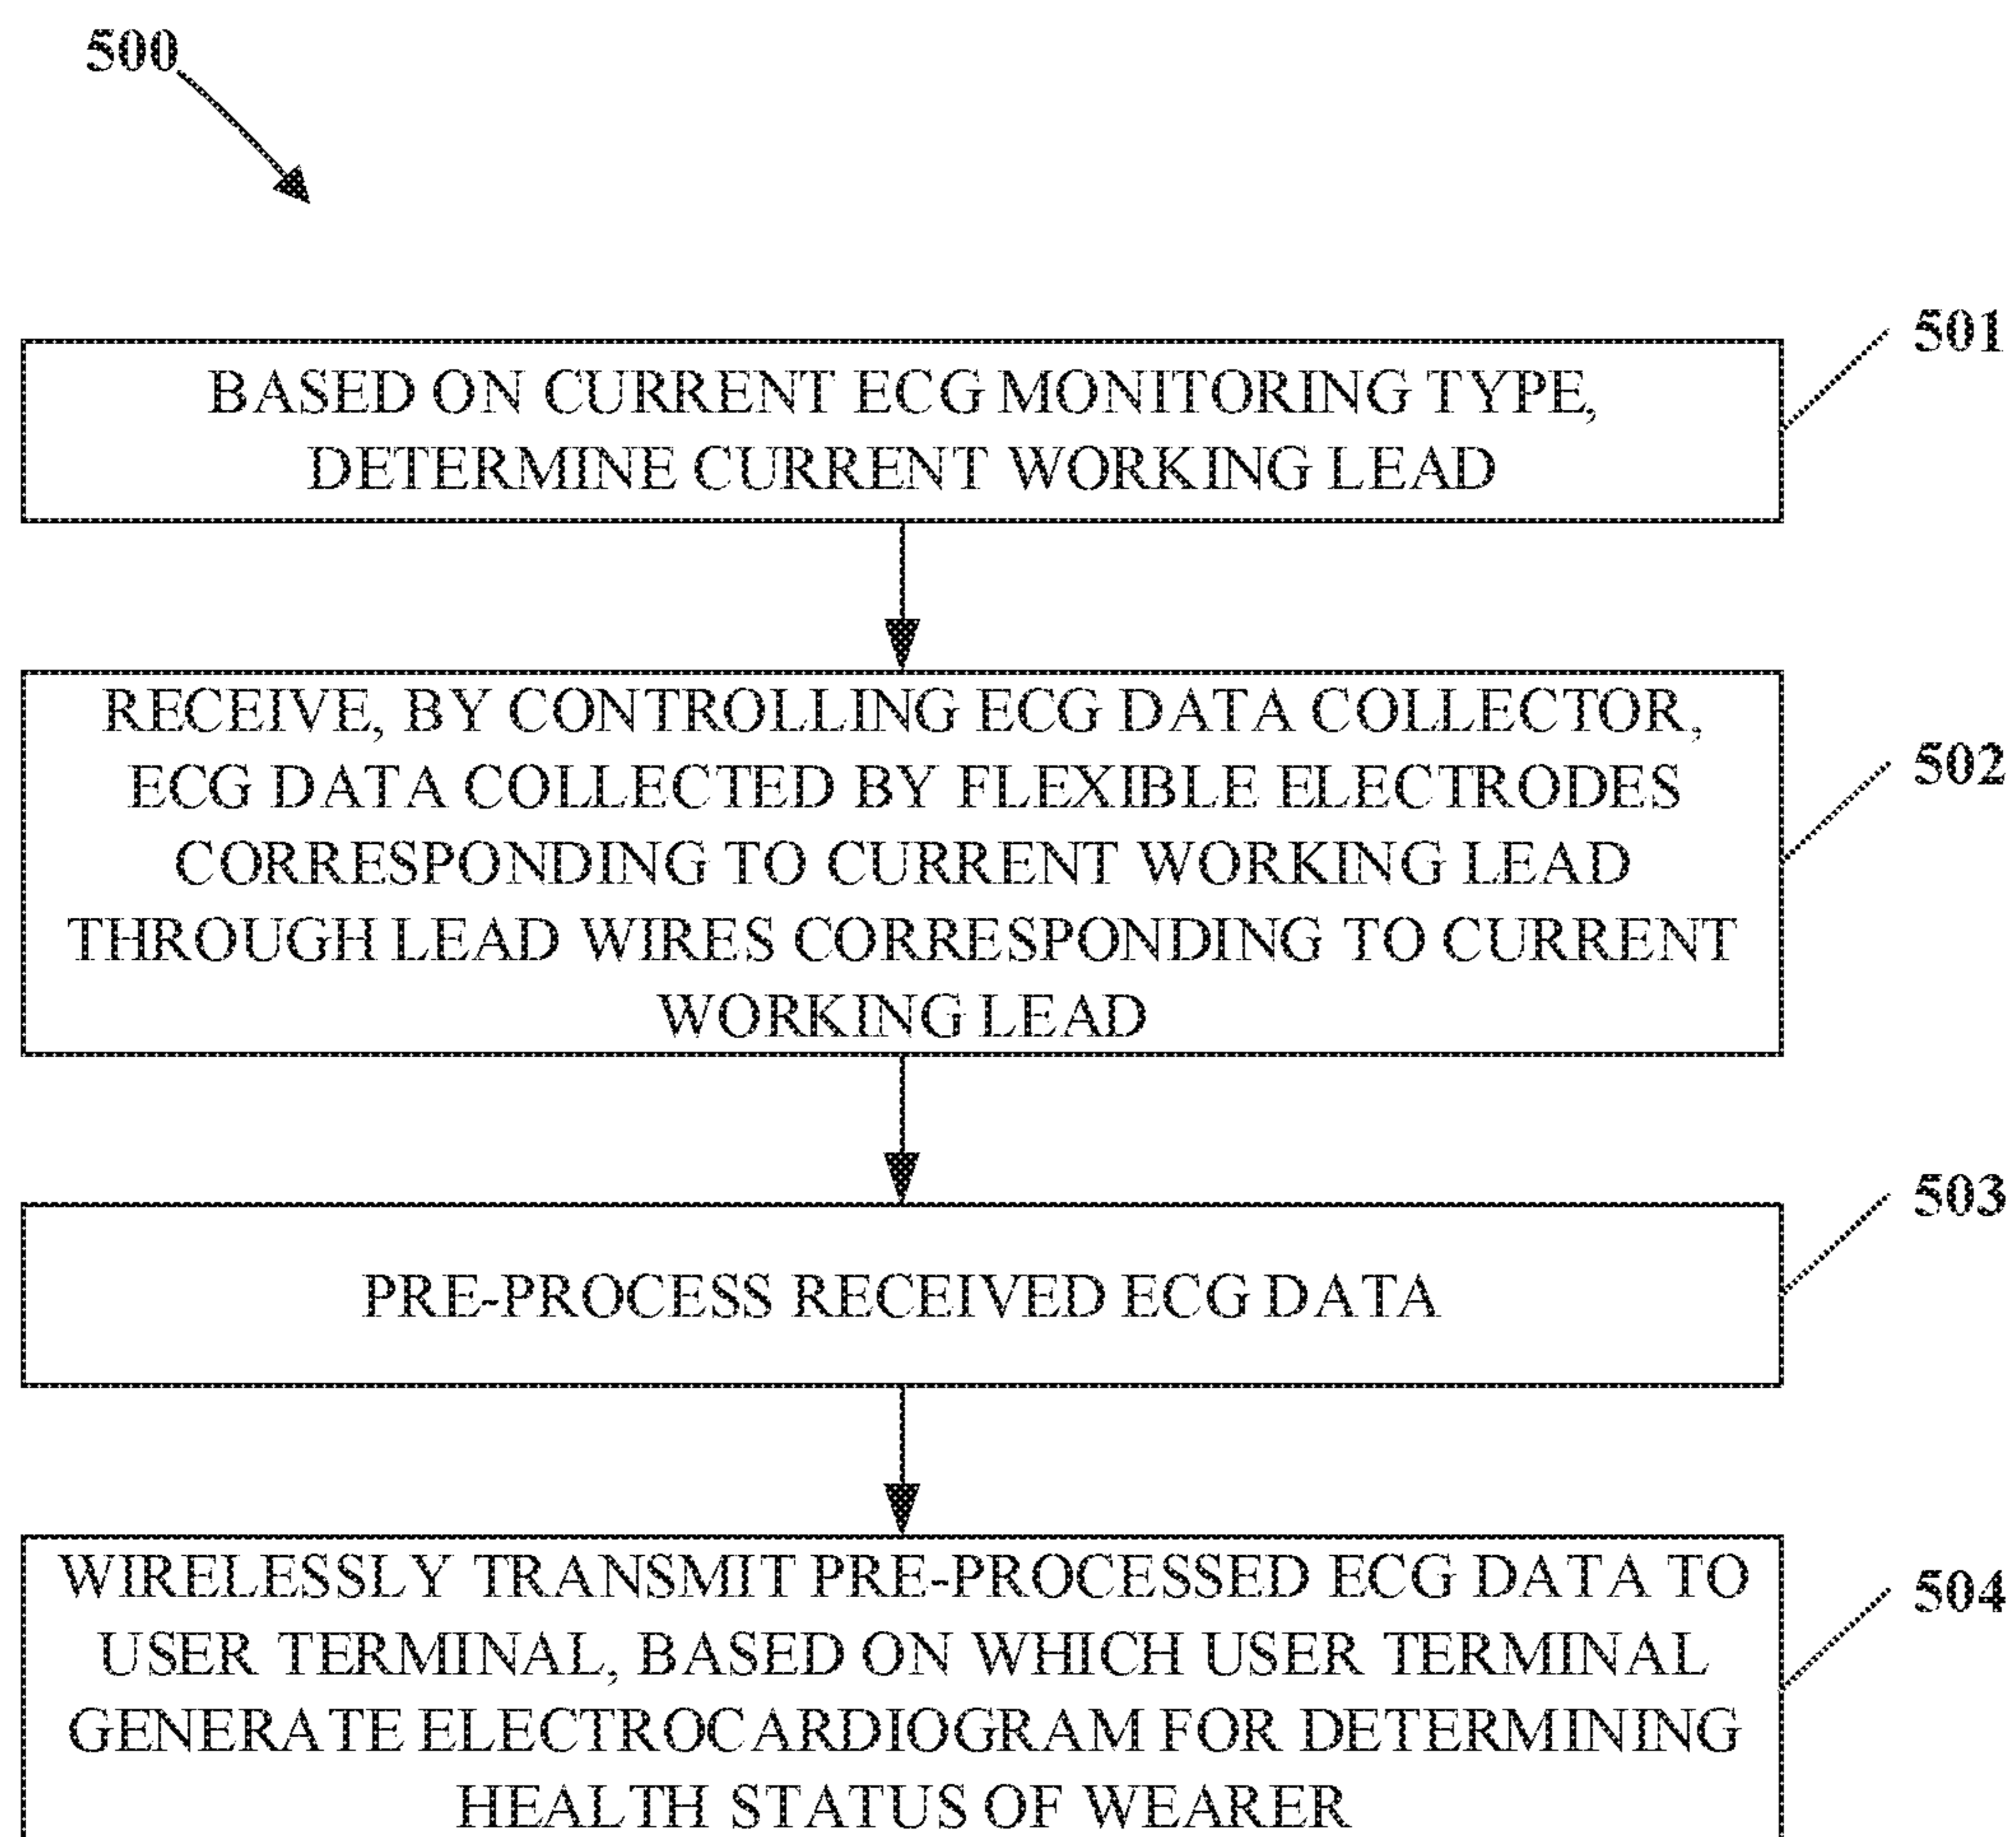 500
501
BASED ON CURRENT ECG MONITORING TYPE,
DETERMINE CURRENT WORKING LEAD
RECEIVE, BY CONTROLLING ECG DATA COLLECTOR,
ECG DATA COLLECTED BY FLEXIBLE ELECTRODES
CORRESPONDING TO CURRENT WORKING LEAD
THROUGH LEAD WIRES CORRESPONDING TO CURRENT
WORKING LEAD
502
503
PRE-PROCESS RECEIVED ECG DATA
WIRELESSLY TRANSMIT PRE-PROCESSED ECG DATA TO
USER TERMINAL, BASED ON WHICH USER TERMINAL
GENERATE ELECTROCARDIOGRAM FOR DETERMINING
HEALTH STATUS OF WEARER
504